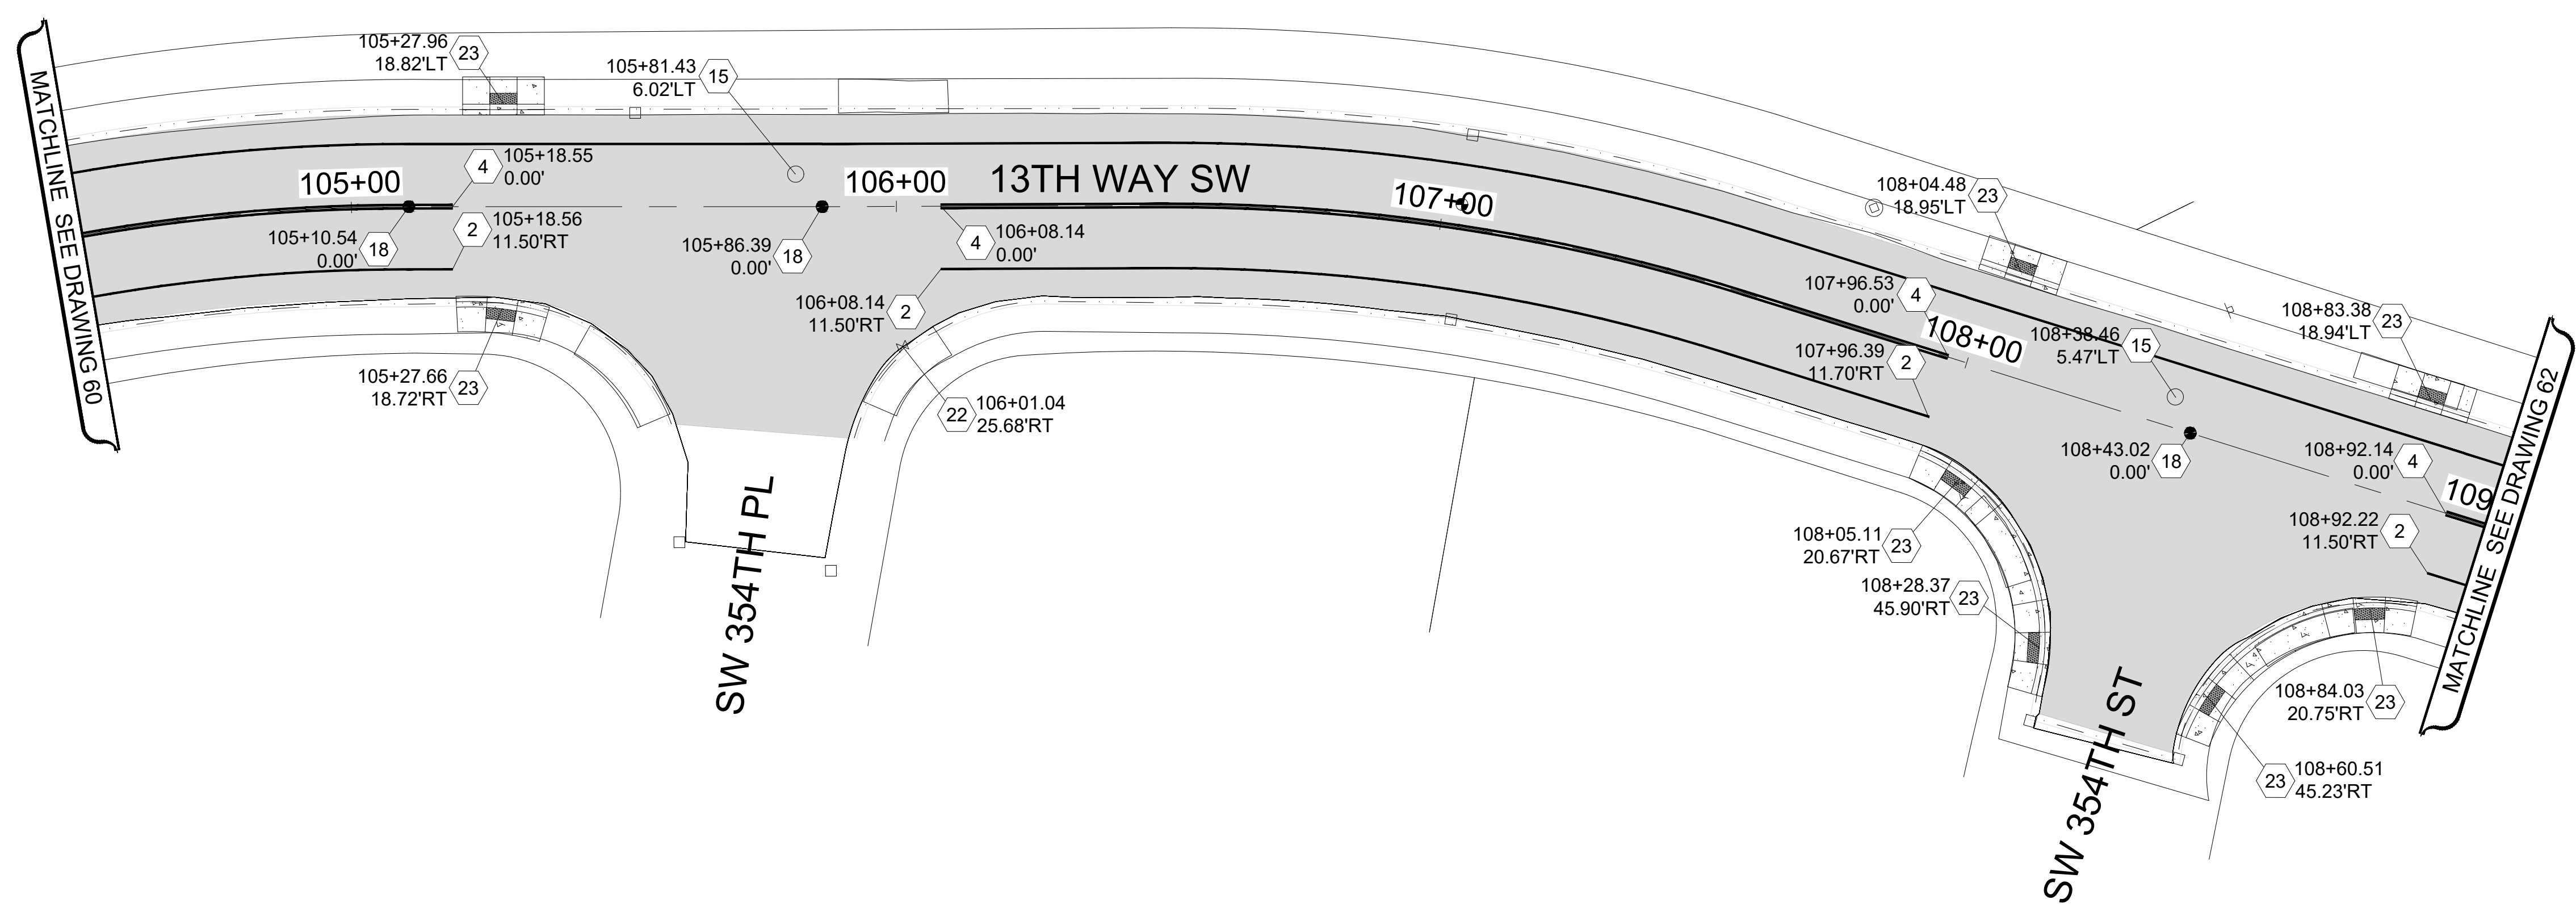 MATCHLINE SEE DRAWING 60
105+27.96
18.82'LT
23
105+81.43
6.02'LT
15
4
105+18.55
0.00'
105+00
106+00
13TH WAY SW
107+00
2
105+18.56
11.50'RT
105+10.54
0.00'
18
105+86.39
0.00'
18
4
106+08.14
0.00'
106+08.14
11.50'RT
2
105+27.66
18.72'RT
23
22
106+01.04
25.68'RT
SW 354TH PL
108+04.48
18.95'LT
23
107+96.53
0.00'
4
108+00
108+38.46
5.47'LT
15
108+83.38
18.94'LT
23
107+96.39
11.70'RT
2
108+43.02
0.00'
18
108+92.14
0.00'
4
109
108+92.22
11.50'RT
2
108+05.11
20.67'RT
23
108+28.37
45.90'RT
23
108+84.03
20.75'RT
23
23
108+60.51
45.23'RT
SW 354TH ST
MATCHLINE SEE DRAWING 62